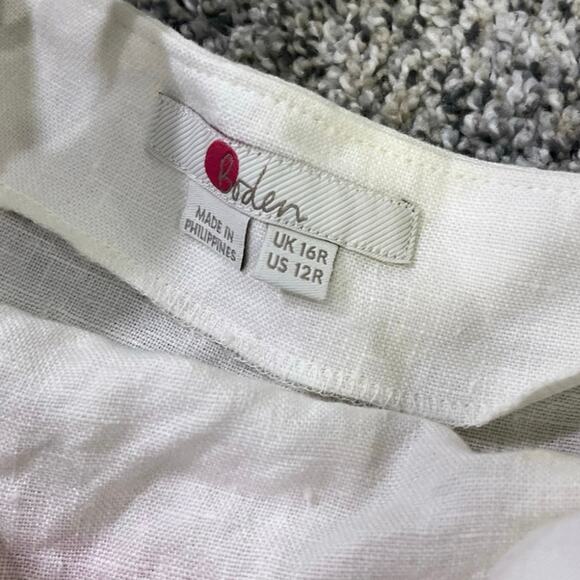 Boden
MADE IN
PHILIPPINES
UK 16R
US 12R